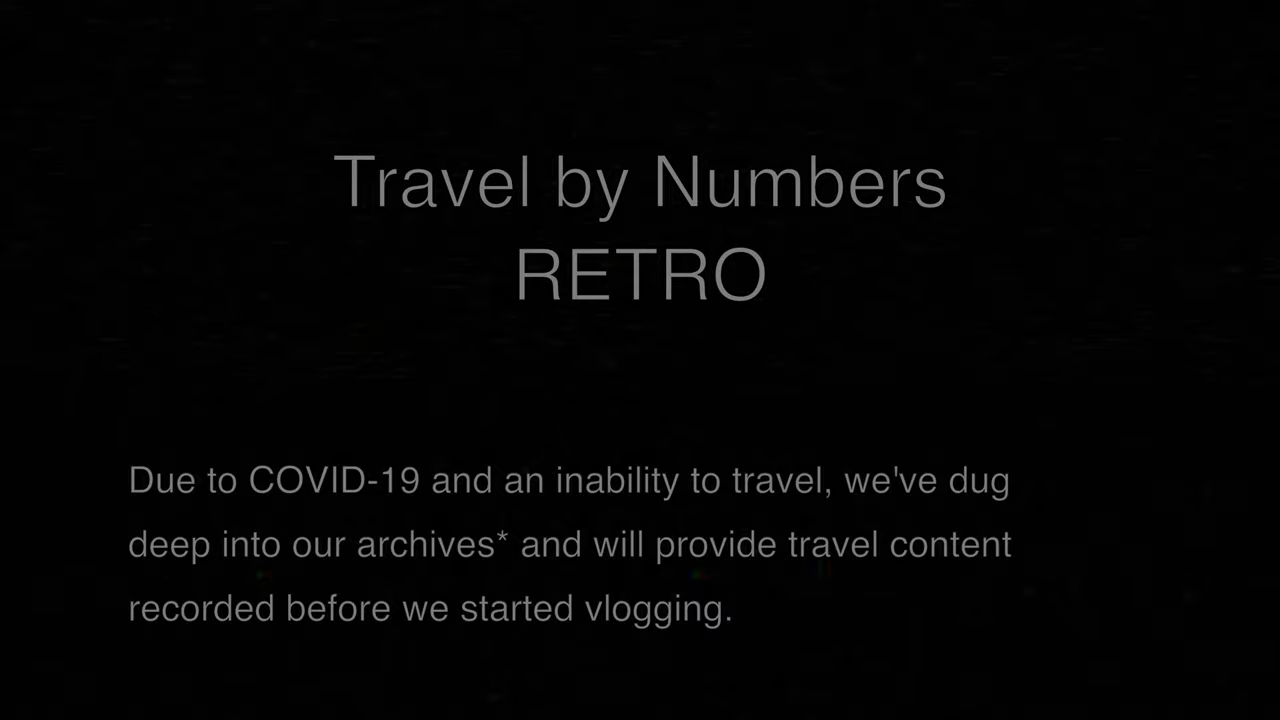 Travel by Numbers
RETRO
Due to COVID-19 and an inability to travel, we've dug
deep into our archives* and will provide travel content
recorded before we started vlogging.